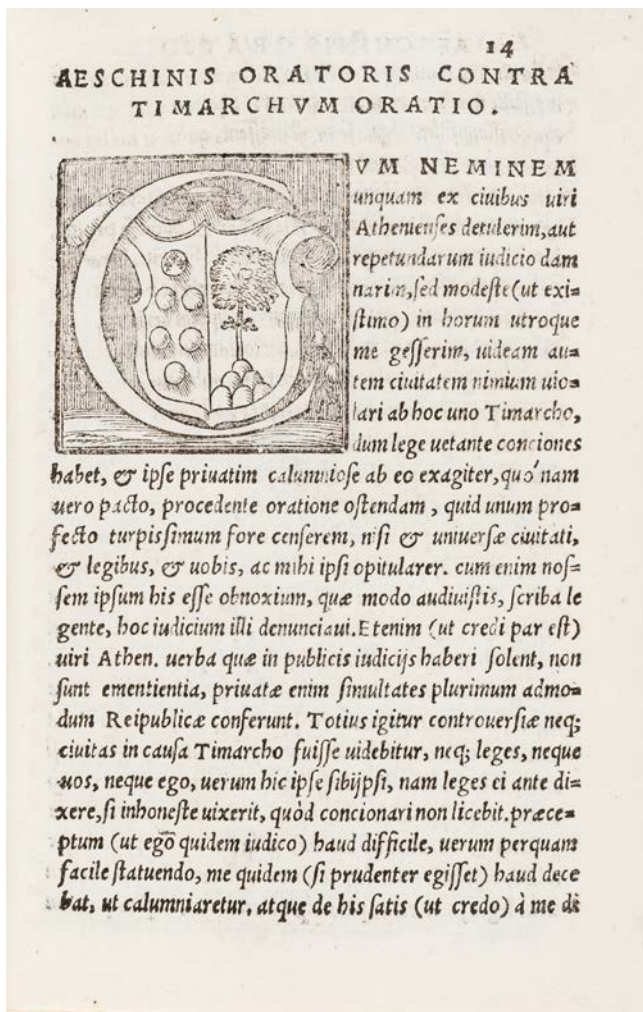 14
AESCHINIS ORATORIS CONTRA
TIMARCHVM ORATIO.
CVM NEMINEM
unquam ex ciuibus uiri
Athenienses detulerim, aut
repetundarum iudicio dam
narim, sed modeste (ut exi=
stimo) in horum utroque
me gesserim, uideam au=
tem ciuitatem nimium uio=
lari ab hoc uno Timarcho,
dum lege uetante conciones
habet, & ipse priuatim calumniose ab eo exagiter, quo' nam
uero pacto, procedente oratione ostendam, quid unum pro=
fecto turpissimum fore censerem, nisi & uniuersæ ciuitati,
& legibus, & uobis, ac mihi ipsi opitularer. cum enim nos=
sem ipsum his esse obnoxium, quæ modo audiuistis, scriba le
gente, hoc iudicium illi denunciaui. Etenim (ut credi par est)
uiri Athen. uerba quæ in publicis iudicijs haberi solent, non
sunt ementientia, priuatæ enim simultates plurimum admo=
dum Reipublicæ conferunt. Totius igitur controuersiæ neq;
ciuitas in causa Timarcho fuisse uidebitur, neq; leges, neque
uos, neque ego, uerum hic ipse sibijpsi, nam leges ei ante di=
xere, si inhoneste uixerit, quòd concionari non licebit. præce=
ptum (ut egō quidem iudico) haud difficile, uerum perquam
facile statuendo, me quidem (si prudenter egisset) haud dece
bat, ut calumniaretur, atque de his satis (ut credo) à me di